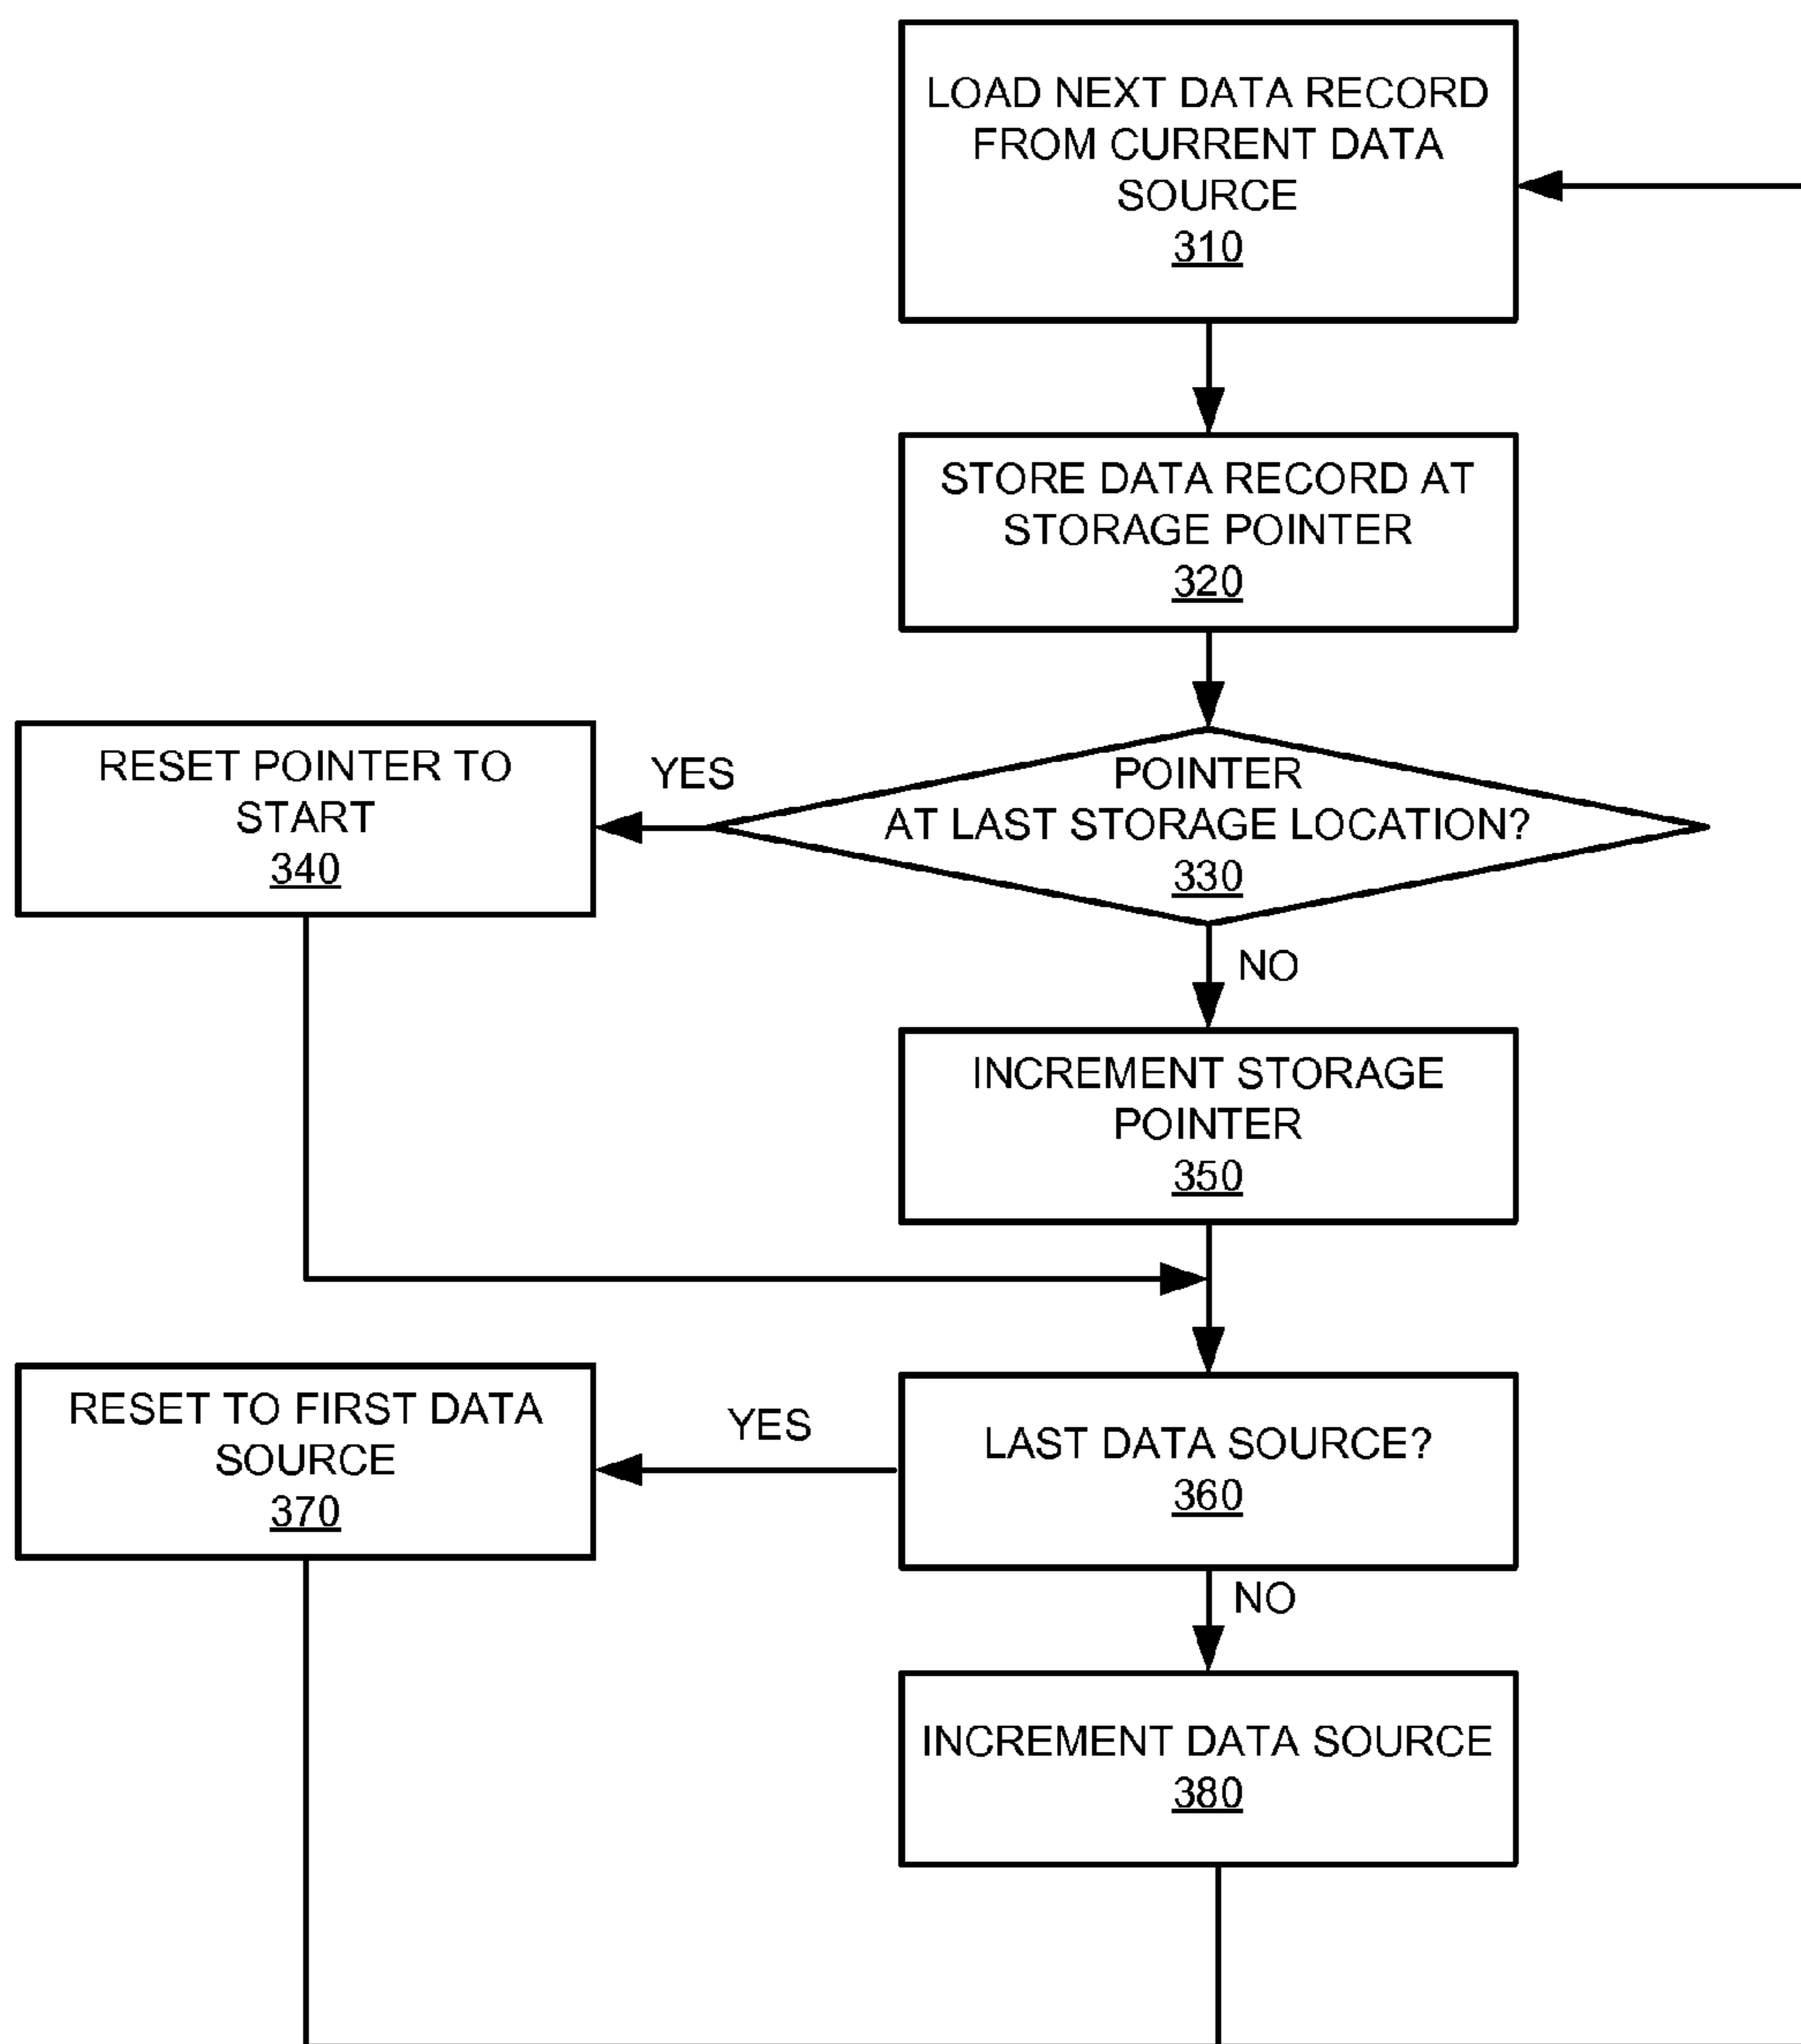 LOAD NEXT DATA RECORD
FROM CURRENT DATA
SOURCE
310
STORE DATA RECORD AT
STORAGE POINTER
320
RESET POINTER TO
START
340
YES
POINTER
AT LAST STORAGE LOCATION?
330
NO
INCREMENT STORAGE
POINTER
350
RESET TO FIRST DATA
SOURCE
370
YES
LAST DATA SOURCE?
360
NO
INCREMENT DATA SOURCE
380